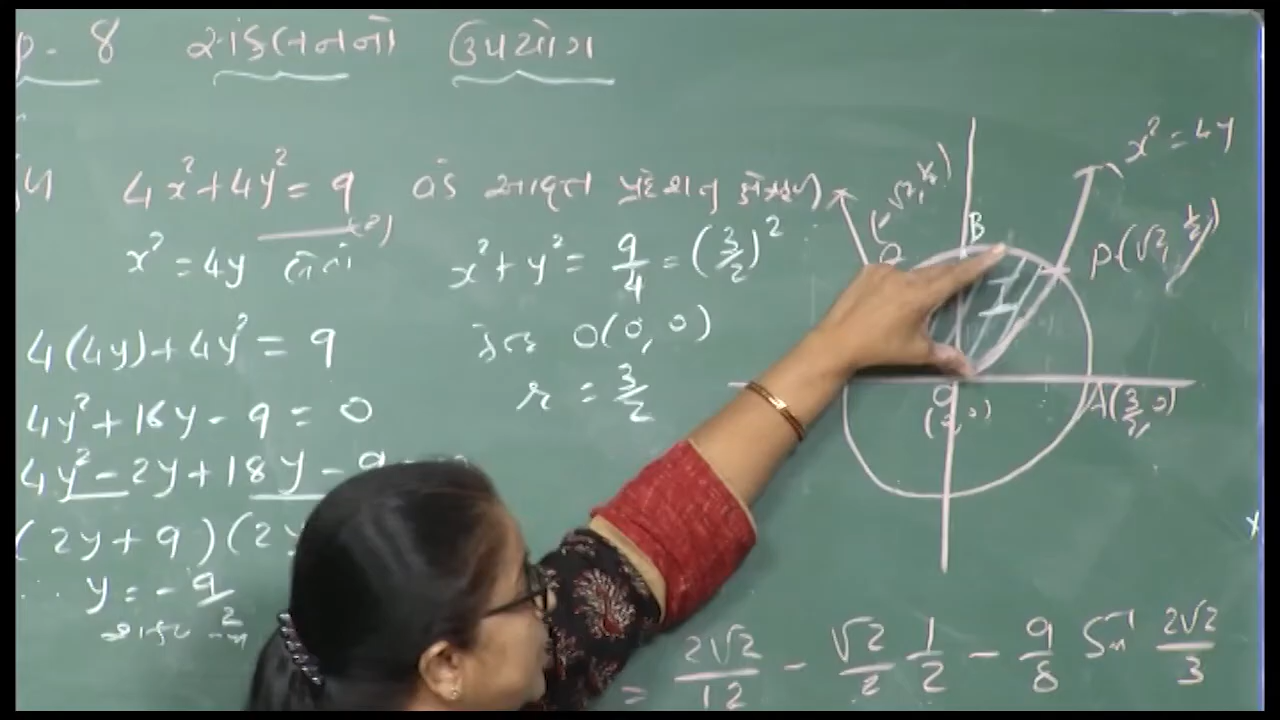 p. 8 સંકલનનો ઉપયોગ
4x² + 4y² = 9 વડે આવૃત્ત પ્રદેશનું ક્ષેત્રફળ
x² = 4y x² + y² = 9/4 = (3/2)²
4(4y) + 4y² = 9 O(0, 0)
4y² + 16y - 9 = 0 r = 3/2
4y² - 2y + 18y - 9
(2y + 9)(2y
y = -9/2
x² = 4y
B
Q
P(√2, 1/2)
I
O
A(3/2, 0)
= 2√2/12 - √2/2 1/2 - 9/8 Sin⁻¹ 2√2/3